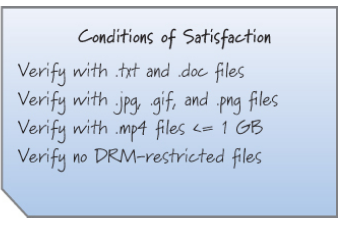 Conditions of Satisfaction
Verify with .txt and .doc files
Verify with .jpg, .gif, and .png files
Verify with .mp4 files <= 1 GB
Verify no DRM-restricted files